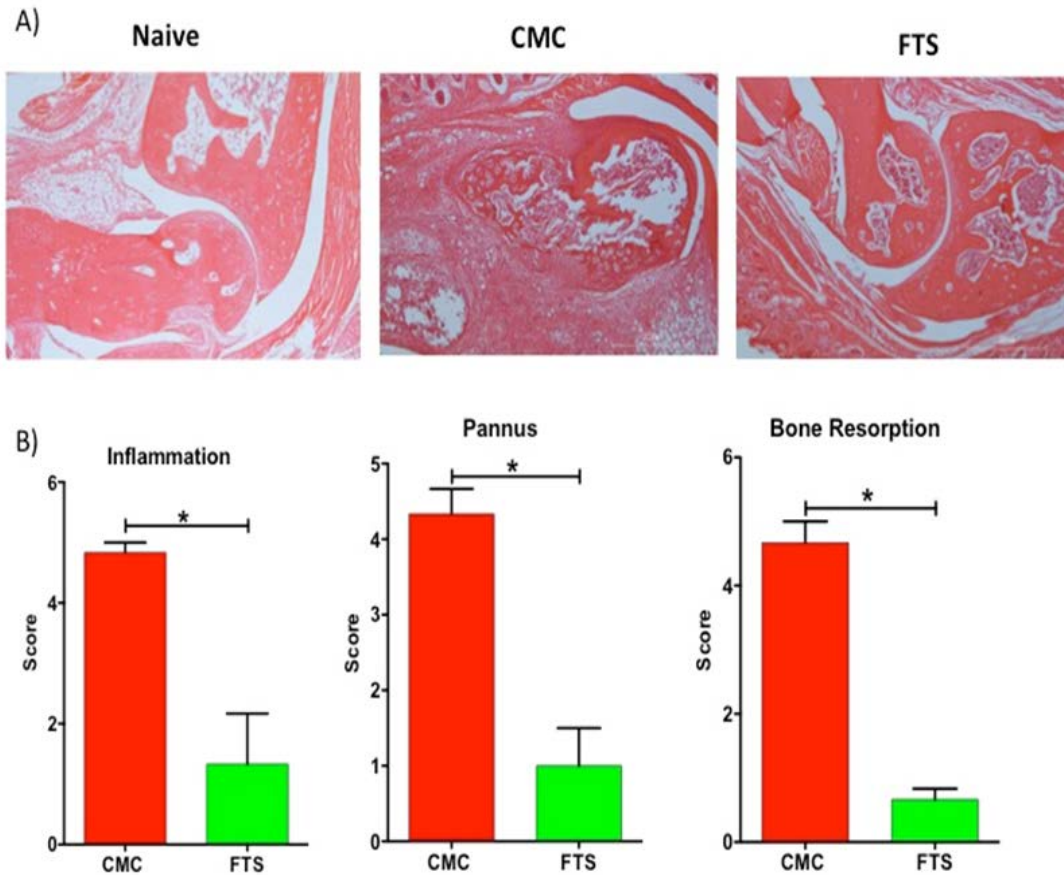 A)
Naive
CMC
FTS
B)
Inflammation
Score
6
4
2
0
*
CMC
FTS
Pannus
Score
5
4
3
2
1
0
*
CMC
FTS
Bone Resorption
Score
6
4
2
0
*
CMC
FTS